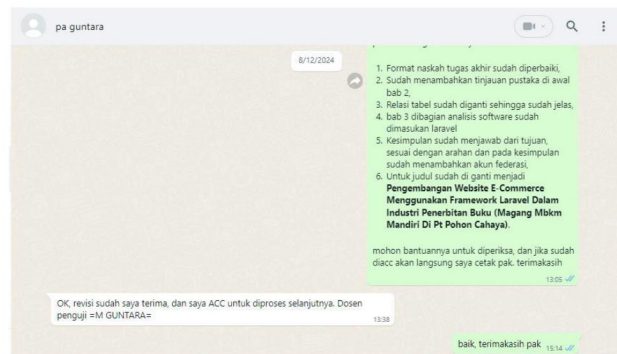 pa guntara
8/12/2024
1. Format naskah tugas akhir sudah diperbaiki,
2. Sudah menambahkan tinjauan pustaka di awal
bab 2,
3. Relasi tabel sudah diganti sehingga sudah jelas,
4. bab 3 dibagian analisis software sudah
dimasukan laravel
5. Kesimpulan sudah menjawab dari tujuan,
sesuai dengan arahan dan pada kesimpulan
sudah menambahkan akun federasi,
6. Untuk judul sudah di ganti menjadi
Pengembangan Website E-Commerce
Menggunakan Framework Laravel Dalam
Industri Penerbitan Buku (Magang Mbkm
Mandiri Di Pt Pohon Cahaya).
mohon bantuannya untuk diperiksa, dan jika sudah
diacc akan langsung saya cetak pak. terimakasih
13:05
OK, revisi sudah saya terima, dan saya ACC untuk diproses selanjutnya. Dosen
penguji =M GUNTARA=
13:38
baik, terimakasih pak
15:14